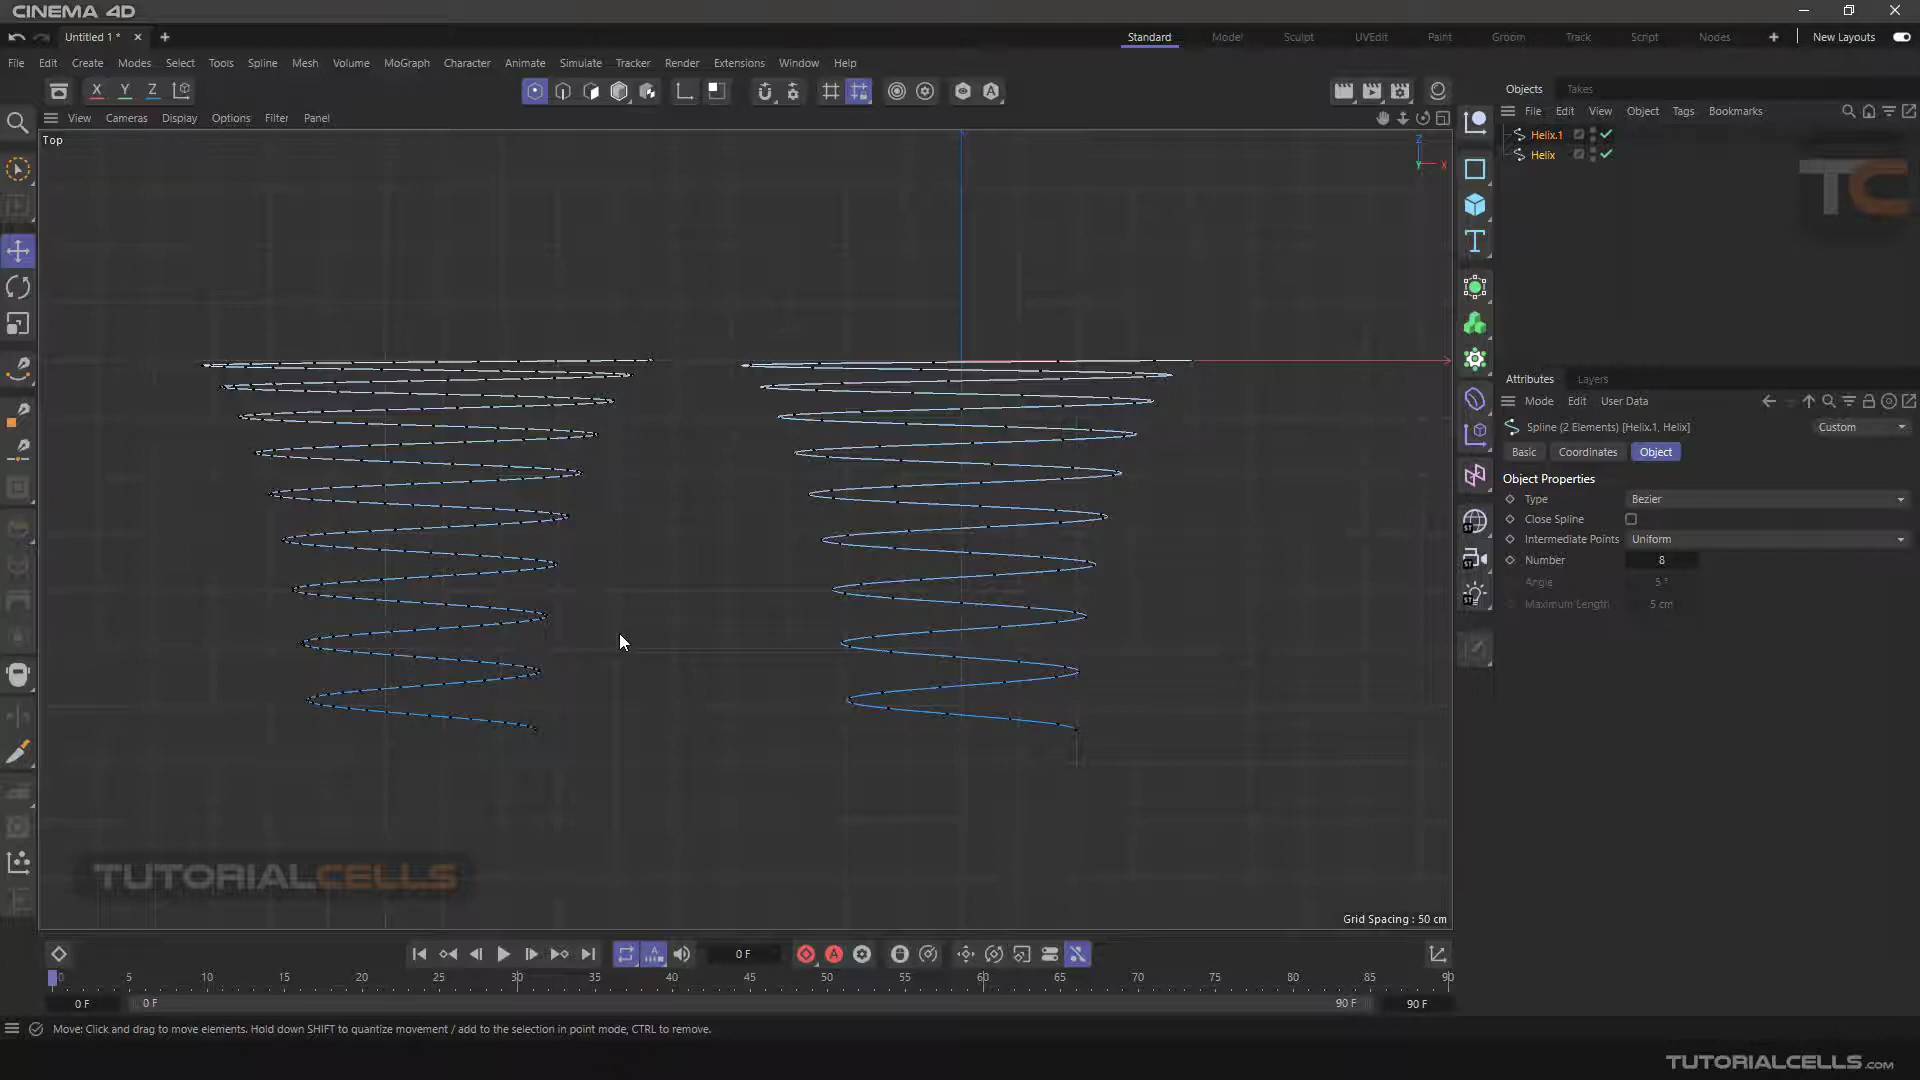 CINEMA 4D
Untitled 1 *
Standard Model Sculpt UVEdit Paint Groom Track Script Nodes New Layouts
File Edit Create Modes Select Tools Spline Mesh Volume MoGraph Character Animate Simulate Tracker Render Extensions Window Help
X Y Z
Objects Takes
File Edit View Object Tags Bookmarks
View Cameras Display Options Filter Panel
Top
Z
Y X
Helix.1
Helix
TC
Attributes Layers
Mode Edit User Data
Spline (2 Elements) [Helix.1, Helix] Custom
Basic Coordinates Object
Object Properties
Type Bezier
Close Spline
Intermediate Points Uniform
Number 8
Angle 5 °
Maximum Length 5 cm
TUTORIALCELLS
Grid Spacing : 50 cm
0 F
0 5 10 15 20 25 30 35 40 45 50 55 60 65 70 75 80 85 90
0 F 0 F 90 F 90 F
Move: Click and drag to move elements. Hold down SHIFT to quantize movement / add to the selection in point mode, CTRL to remove.
TUTORIALCELLS.COM